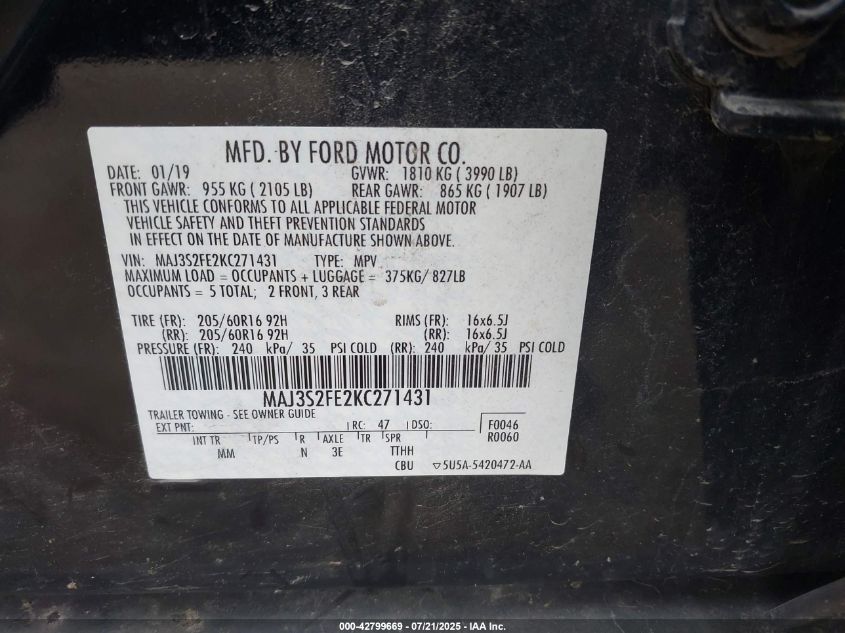 MFD. BY FORD MOTOR CO.
DATE: 01/19 GVWR: 1810 KG ( 3990 LB)
FRONT GAWR: 955 KG ( 2105 LB) REAR GAWR: 865 KG ( 1907 LB)
THIS VEHICLE CONFORMS TO ALL APPLICABLE FEDERAL MOTOR
VEHICLE SAFETY AND THEFT PREVENTION STANDARDS
IN EFFECT ON THE DATE OF MANUFACTURE SHOWN ABOVE.
VIN: MAJ3S2FE2KC271431 TYPE: MPV
MAXIMUM LOAD = OCCUPANTS + LUGGAGE = 375KG/ 827LB
OCCUPANTS = 5 TOTAL; 2 FRONT, 3 REAR
TIRE (FR): 205/60R16 92H RIMS (FR): 16x6.5J
(RR): 205/60R16 92H (RR): 16x6.5J
PRESSURE (FR): 240 kPa/ 35 PSI COLD (RR): 240 kPa/ 35 PSI COLD
MAJ3S2FE2KC271431
TRAILER TOWING - SEE OWNER GUIDE
EXT PNT: RC: 47 DSO: F0046
R0060
INT TR TP/PS R AXLE TR SPR
MM N 3E TTHH
CBU ▽5U5A-5420472-AA
000-42799669 / 07/21/2025 - IAA Inc.